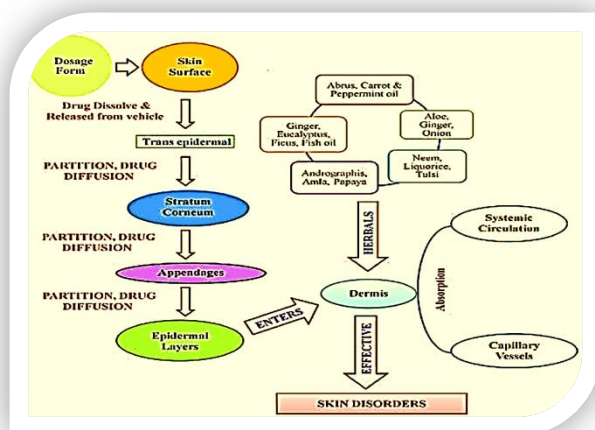 Dosage
Form
Skin
Surface
Drug Dissolve &
Released from vehicle
Trans epidermal
PARTITION, DRUG
DIFFUSION
Stratum
Corneum
PARTITION, DRUG
DIFFUSION
Appendages
PARTITION, DRUG
DIFFUSION
Epidermal
Layers
ENTERS
Abrus, Carrot &
Peppermint oil
Ginger,
Eucalyptus,
Ficus, Fish oil
Aloe,
Ginger,
Onion
Andrographis,
Amla, Papaya
Neem,
Liquorice,
Tulsi
HERBALS
Dermis
Absorption
Systemic
Circulation
Capillary
Vessels
EFFECTIVE
SKIN DISORDERS